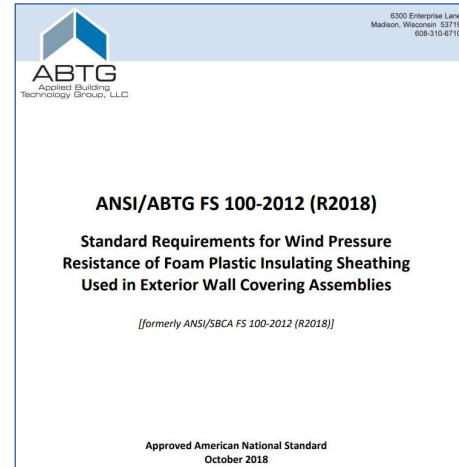 6300 Enterprise Lane
Madison, Wisconsin 53719
608-310-6710
ABTG
Applied Building
Technology Group, LLC
ANSI/ABTG FS 100-2012 (R2018)
Standard Requirements for Wind Pressure
Resistance of Foam Plastic Insulating Sheathing
Used in Exterior Wall Covering Assemblies
[formerly ANSI/SBCA FS 100-2012 (R2018)]
Approved American National Standard
October 2018